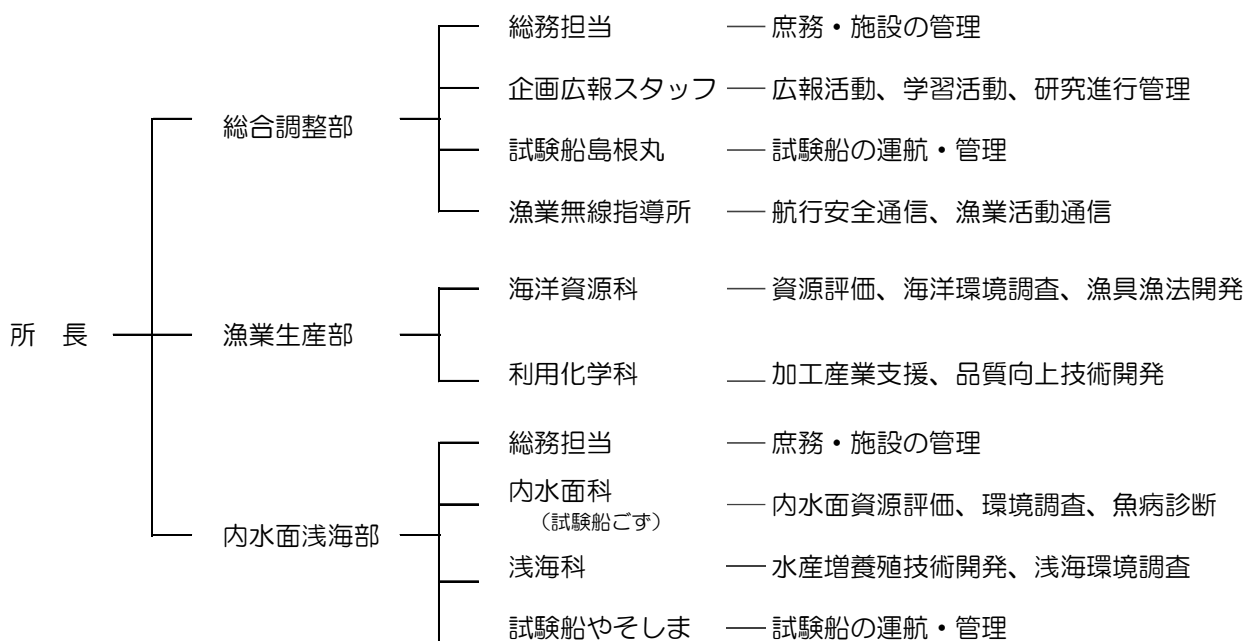 総務担当 庶務・施設の管理
企画広報スタッフ 広報活動、学習活動、研究進行管理
総合調整部
試験船島根丸 試験船の運航・管理
漁業無線指導所 航行安全通信、漁業活動通信
海洋資源科 資源評価、海洋環境調査、漁具漁法開発
所 長 漁業生産部
利用化学科 加工産業支援、品質向上技術開発
総務担当 庶務・施設の管理
内水面科 内水面資源評価、環境調査、魚病診断
（試験船ごず）
内水面浅海部
浅海科 水産増養殖技術開発、浅海環境調査
試験船やそしま 試験船の運航・管理